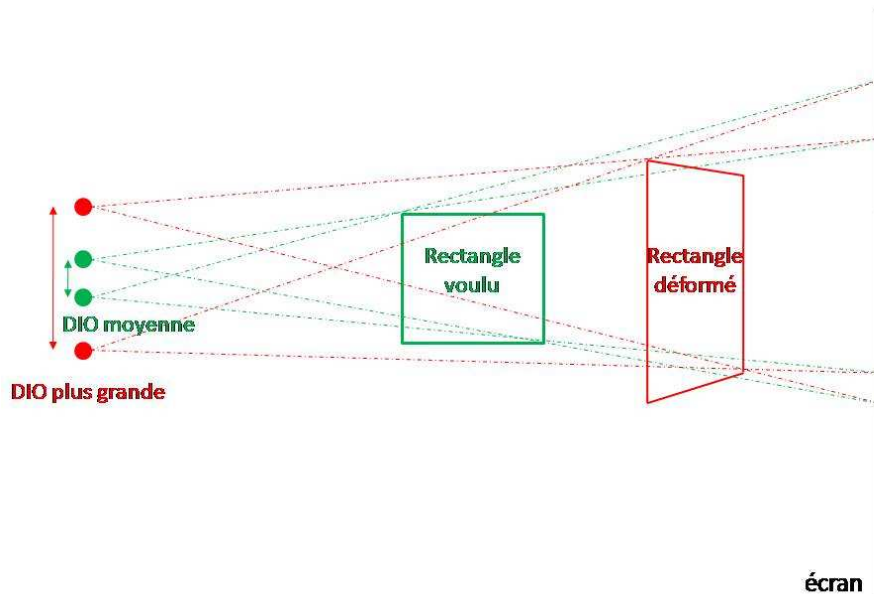 Rectangle
voulu
Rectangle
déformé
DIO moyenne
DIO plus grande
écran